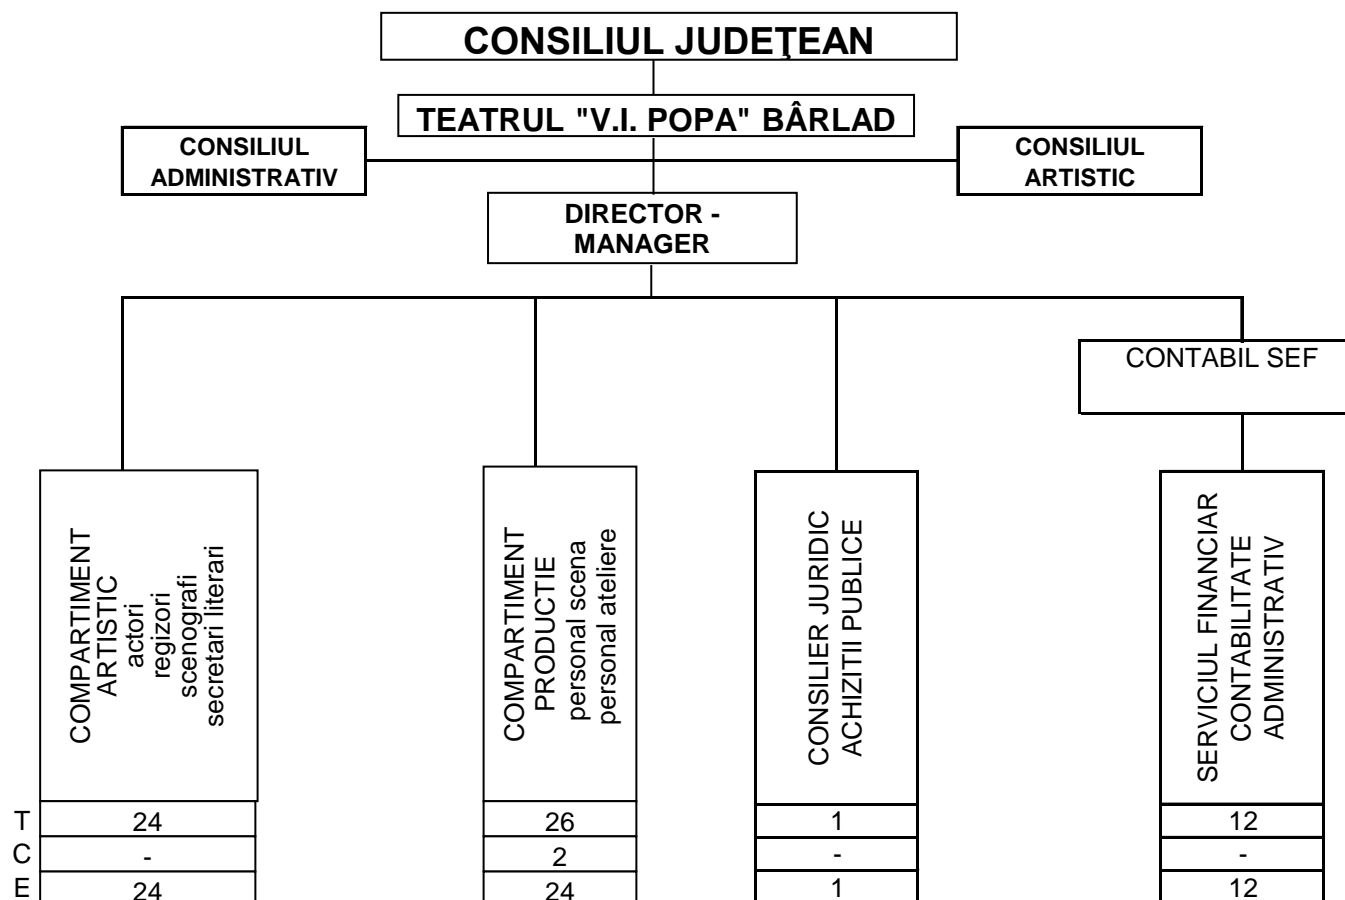 CONSILIUL JUDEŢEAN
TEATRUL "V.I. POPA" BÂRLAD
CONSILIUL
ADMINISTRATIV
CONSILIUL
ARTISTIC
DIRECTOR -
MANAGER
CONTABIL SEF
COMPARTIMENT
ARTISTIC
actori
regizori
scenografi
secretari literari
COMPARTIMENT
PRODUCTIE
personal scena
personal ateliere
CONSILIER JURIDIC
ACHIZITII PUBLICE
SERVICIUL FINANCIAR
CONTABILITATE
ADMINISTRATIV
T 24 26 1 12
C - 2 - -
E 24 24 1 12